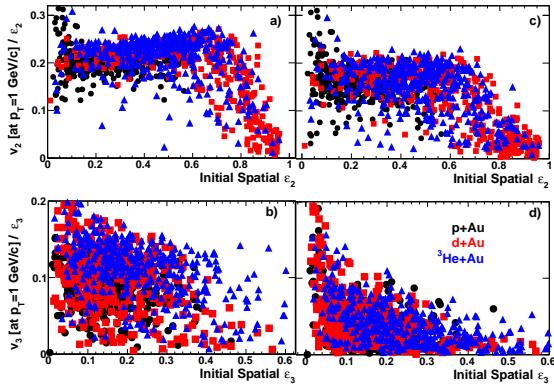 v2 [at pT=1 GeV/c] / ε2
0.3
0.2
0.1
0
a)
0 0.2 0.4 0.6 0.8 1
Initial Spatial ε2
c)
0.2 0.4 0.6 0.8 1
Initial Spatial ε2
v3 [at pT=1 GeV/c] / ε3
0.2
0.1
0
b)
0 0.1 0.2 0.3 0.4 0.5 0.6
Initial Spatial ε3
d)
p+Au
d+Au
³He+Au
0 0.1 0.2 0.3 0.4 0.5 0.6
Initial Spatial ε2